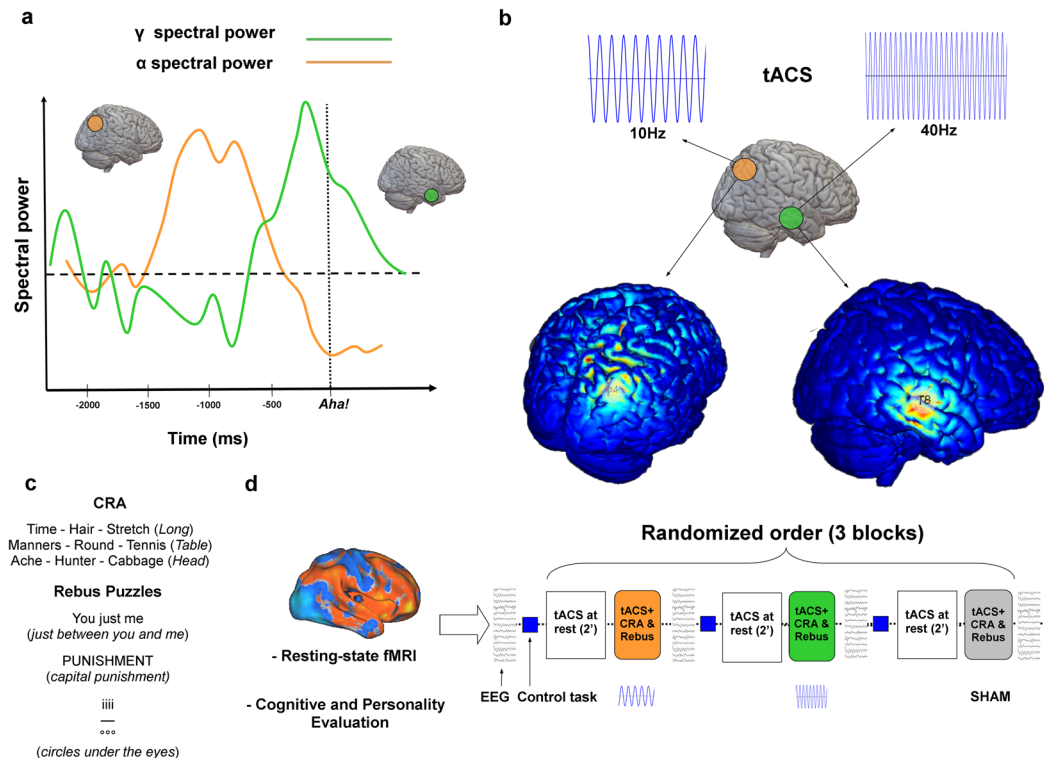 a
γ spectral power
α spectral power
Spectral power
-2000
-1500
-1000
-500
Aha!
Time (ms)
b
tACS
10Hz
40Hz
P4
T8
c
CRA
Time - Hair - Stretch (Long)
Manners - Round - Tennis (Table)
Ache - Hunter - Cabbage (Head)
Rebus Puzzles
You just me
(just between you and me)
PUNISHMENT
(capital punishment)
iiii
—
°°°
(circles under the eyes)
d
- Resting-state fMRI
- Cognitive and Personality
Evaluation
Randomized order (3 blocks)
tACS at
rest (2')
tACS+
CRA &
Rebus
tACS at
rest (2')
tACS+
CRA &
Rebus
tACS at
rest (2')
tACS+
CRA &
Rebus
EEG
Control task
SHAM